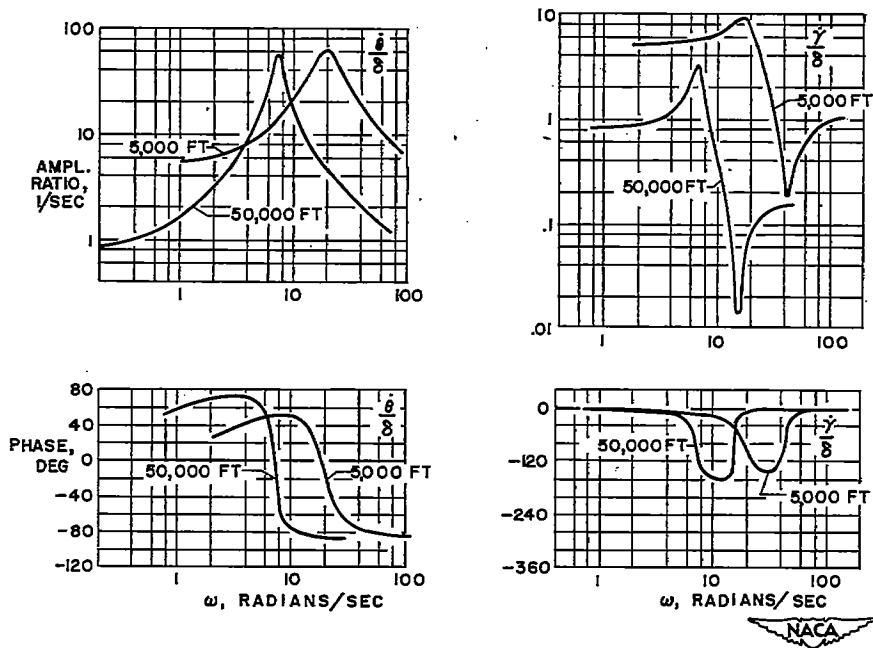 100
10
1
AMPL.
RATIO,
1/SEC
θ̇
δ
5,000 FT
50,000 FT
1
10
100
10
1
.1
.01
γ̇
δ
5,000 FT
50,000 FT
1
10
100
80
40
0
-40
-80
-120
PHASE,
DEG
θ̇
δ
50,000 FT
5,000 FT
1
10
100
ω, RADIANS/SEC
0
-120
-240
-360
γ̇
δ
50,000 FT
5,000 FT
1
10
100
ω, RADIANS/SEC
NACA